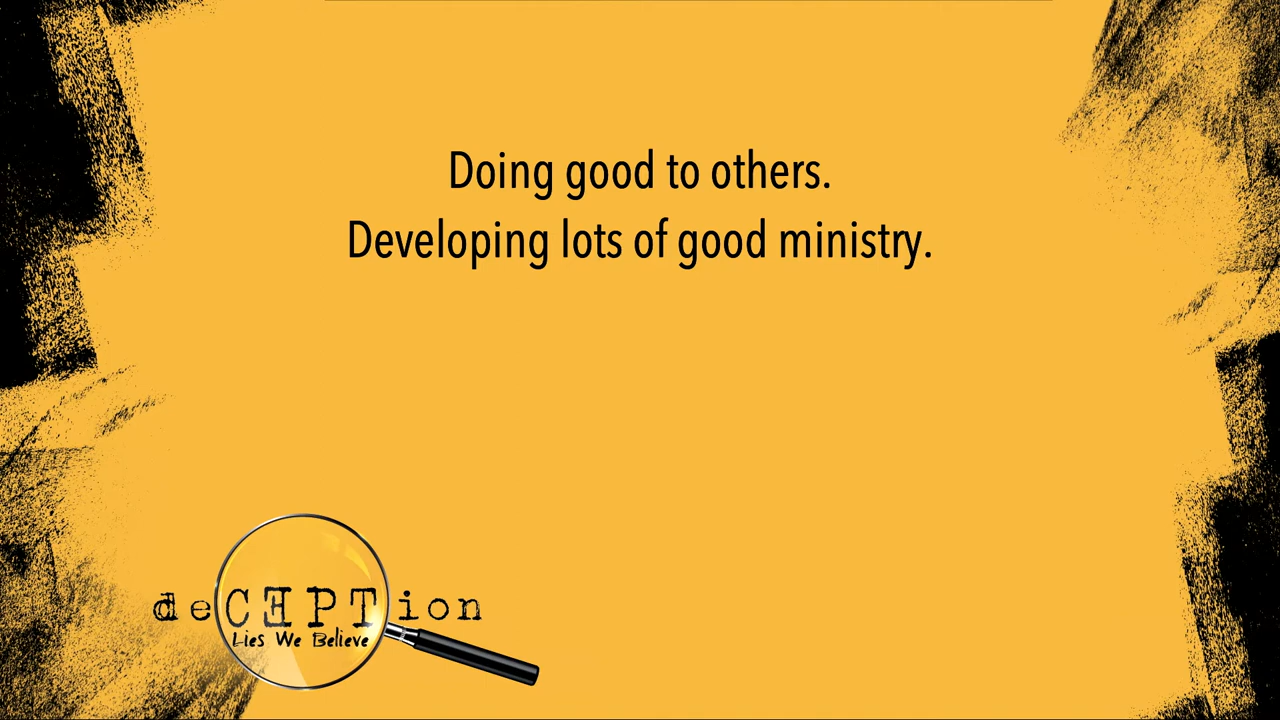 Doing good to others.
Developing lots of good ministry.
deCEPTion
Lies We Believe